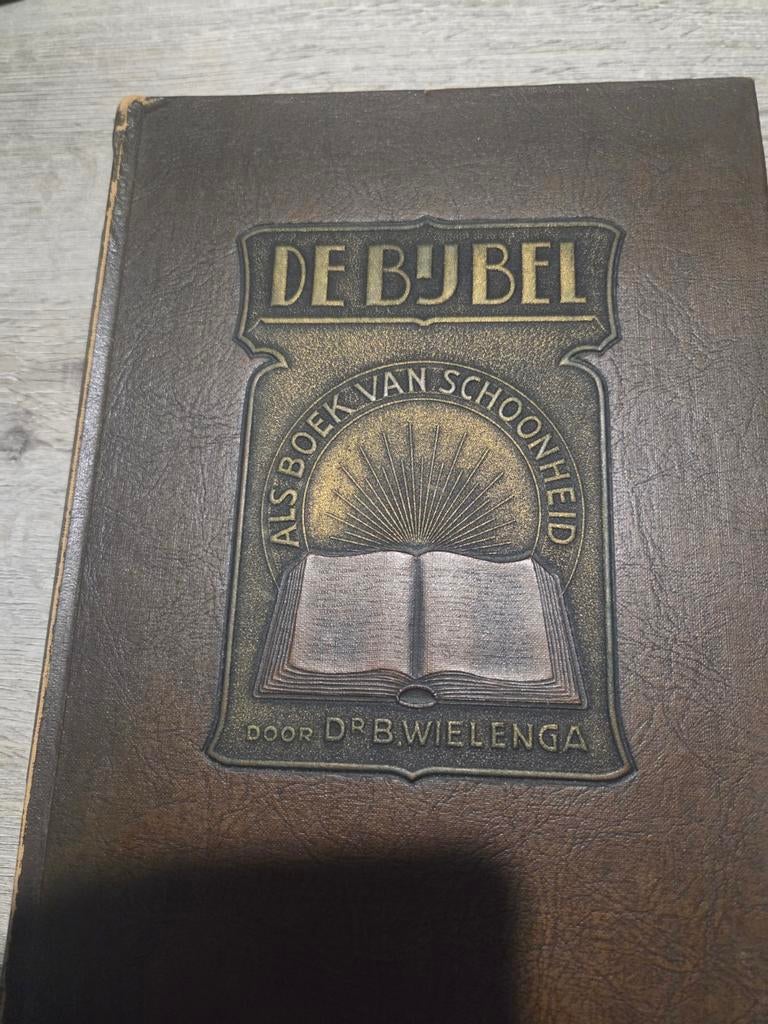 DE BIJBEL
ALS BOEK VAN SCHOONHEID
DOOR DR B. WIELENGA